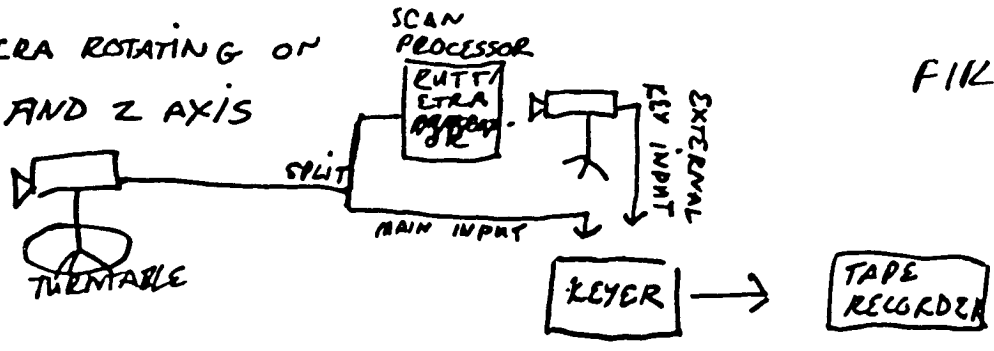 ERA ROTATING ON
AND Z AXIS
TURNTABLE
SPLIT
SCAN
PROCESSOR
RUTT/
ETRA
MAIN INPUT
EXTERNAL
KEY INPUT
KEYER
TAPE
RECORDER